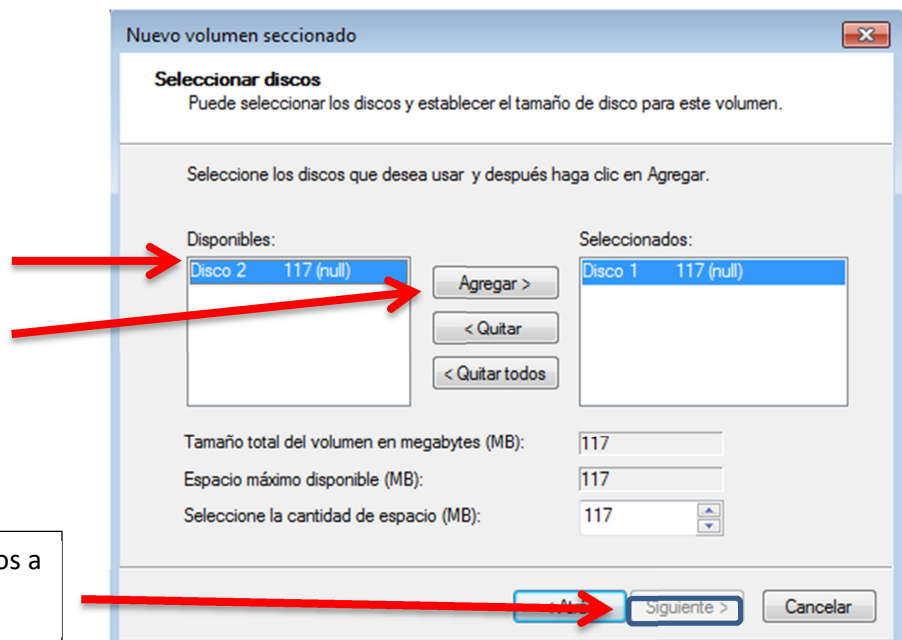 Nuevo volumen seccionado
Seleccionar discos
Puede seleccionar los discos y establecer el tamaño de disco para este volumen.
Seleccione los discos que desea usar y después haga clic en Agregar.
Disponibles:
Seleccionados:
Disco 2 117 (null)
Agregar >
Disco 1 117 (null)
< Quitar
< Quitar todos
Tamaño total del volumen en megabytes (MB): 117
Espacio máximo disponible (MB): 117
Seleccione la cantidad de espacio (MB): 117
os a
Siguiente >
Cancelar